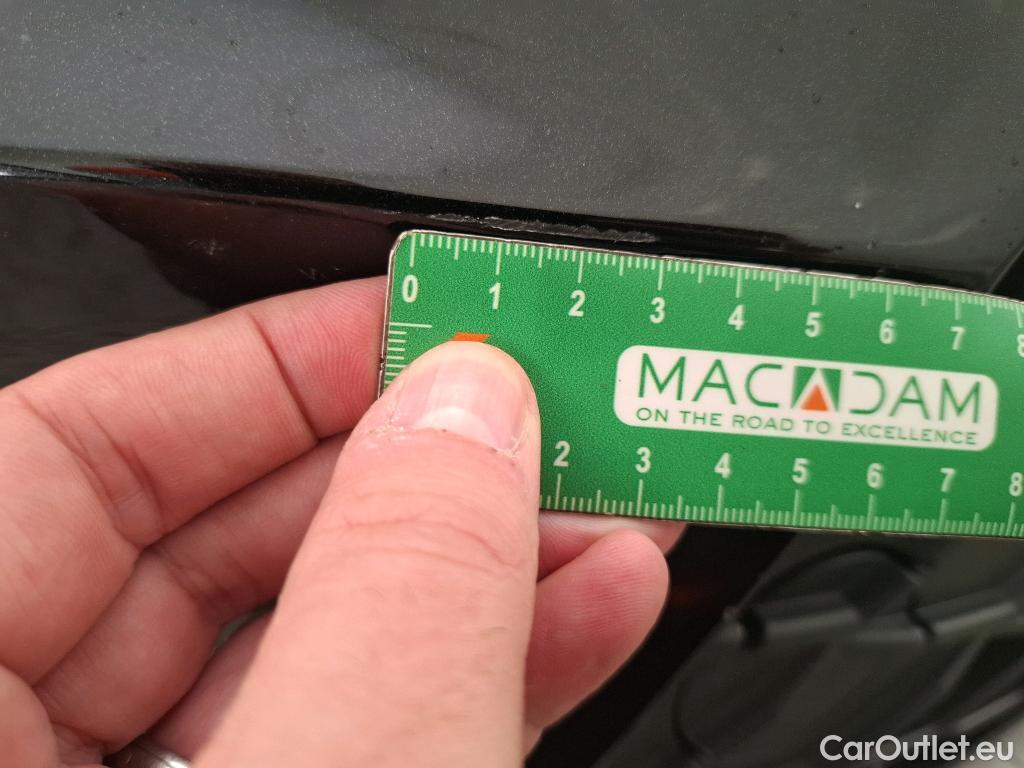 0 1 2 3 4 5 6 7 8
MACADAM
ON THE ROAD TO EXCELLENCE
2 3 4 5 6 7 8
CarOutlet.eu